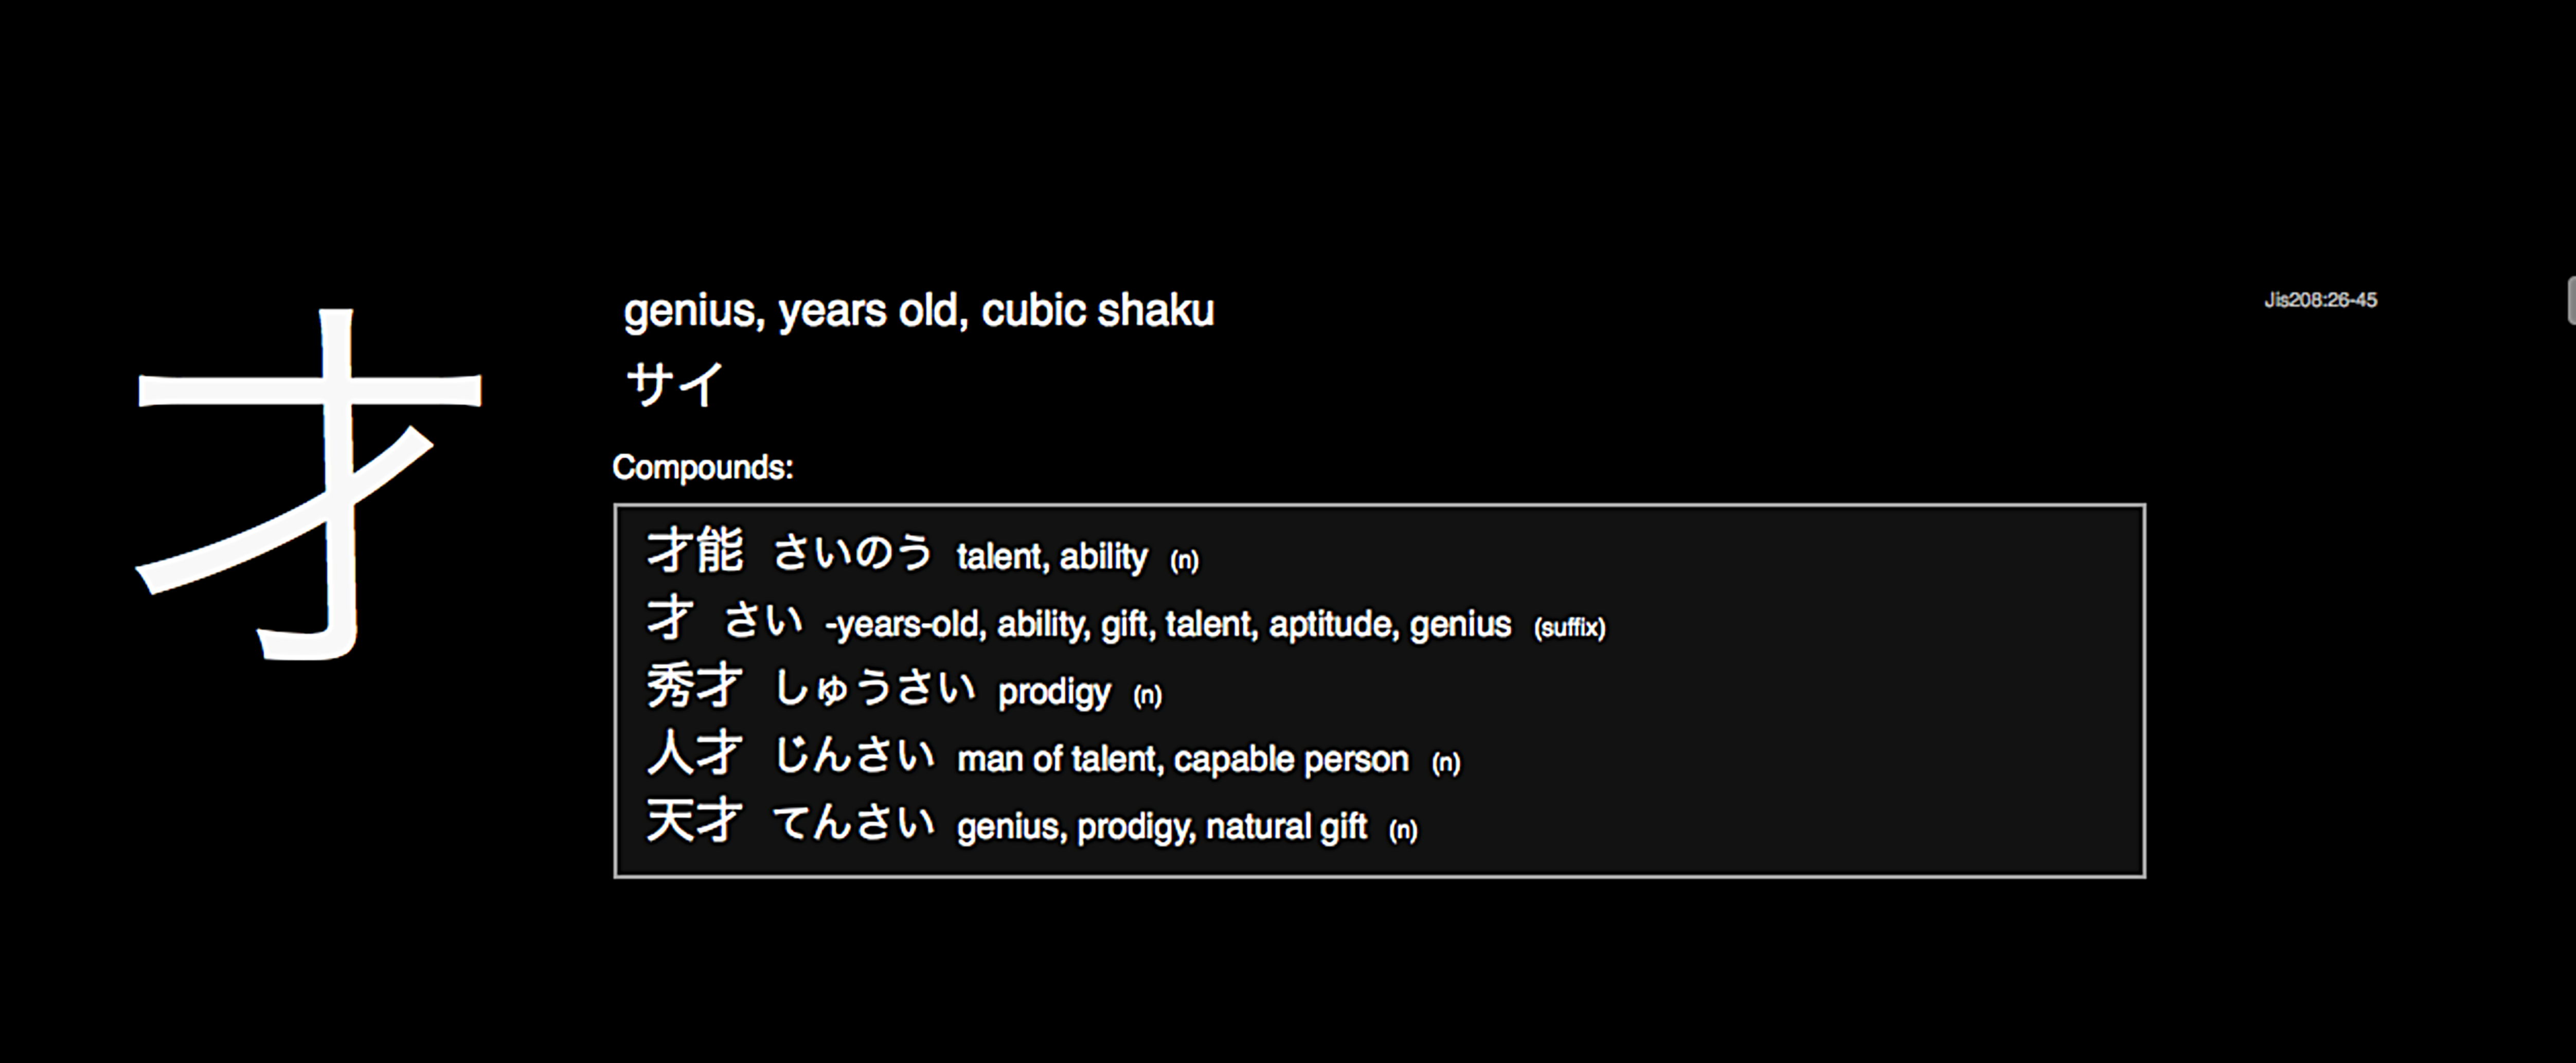 才
genius, years old, cubic shaku
サイ
Jis208:26-45
Compounds:
才能 さいのう talent, ability (n)
才 さい -years-old, ability, gift, talent, aptitude, genius (suffix)
秀才 しゅうさい prodigy (n)
人才 じんさい man of talent, capable person (n)
天才 てんさい genius, prodigy, natural gift (n)